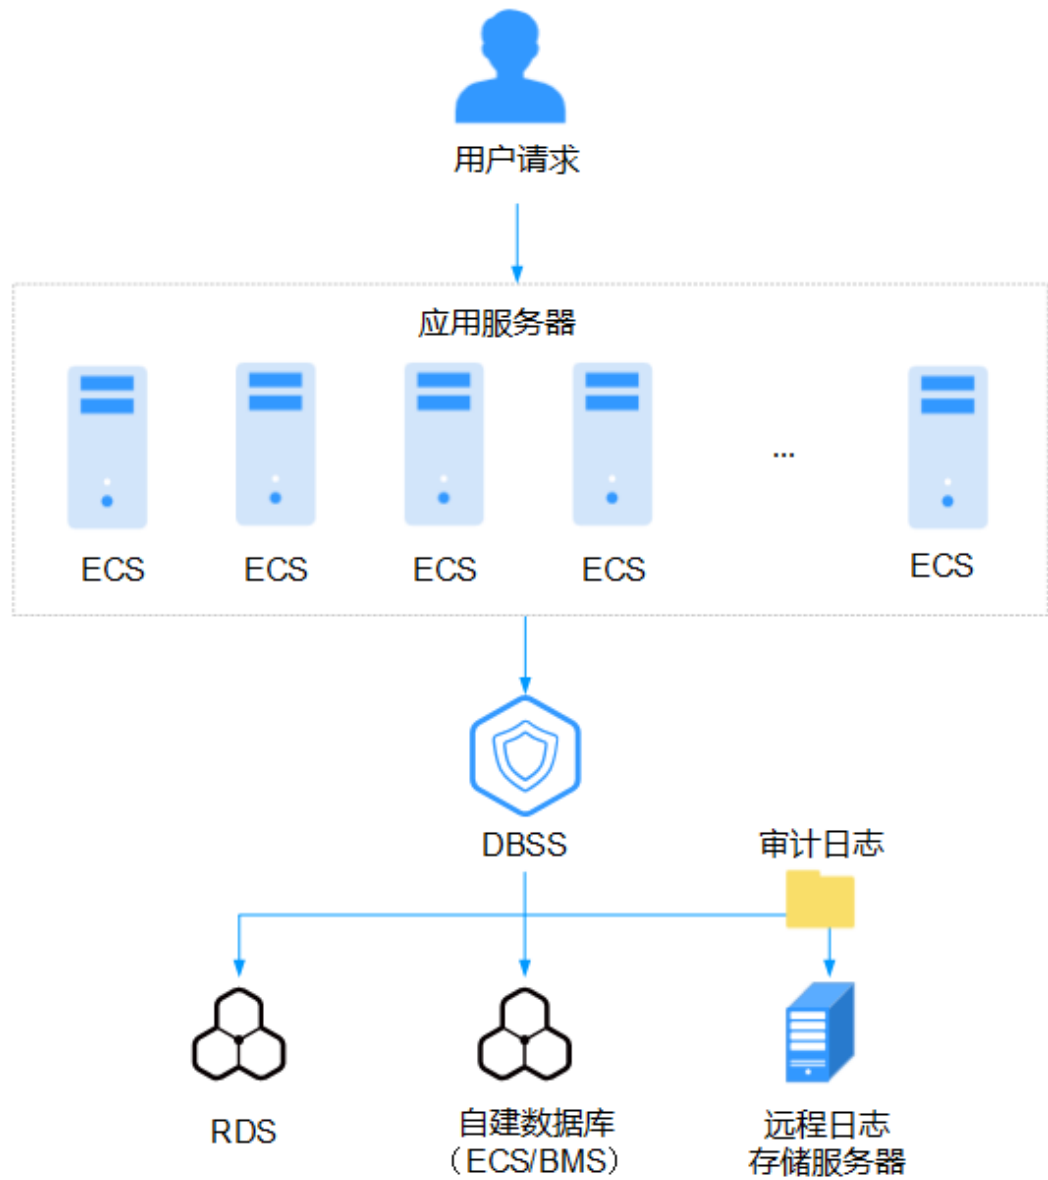 用户请求
应用服务器
...
ECS
ECS
ECS
ECS
ECS
DBSS
审计日志
RDS
自建数据库
（ECS/BMS）
远程日志
存储服务器